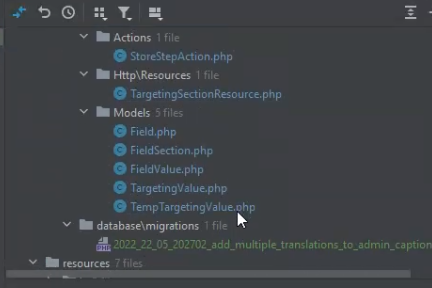 Actions 1 file
StoreStepAction.php
Http\Resources 1 file
TargetingSectionResource.php
Models 5 files
Field.php
FieldSection.php
FieldValue.php
TargetingValue.php
TempTargetingValue.php
database\migrations 1 file
2022_22_05_202702_add_multiple_translations_to_admin_caption
resources 7 files